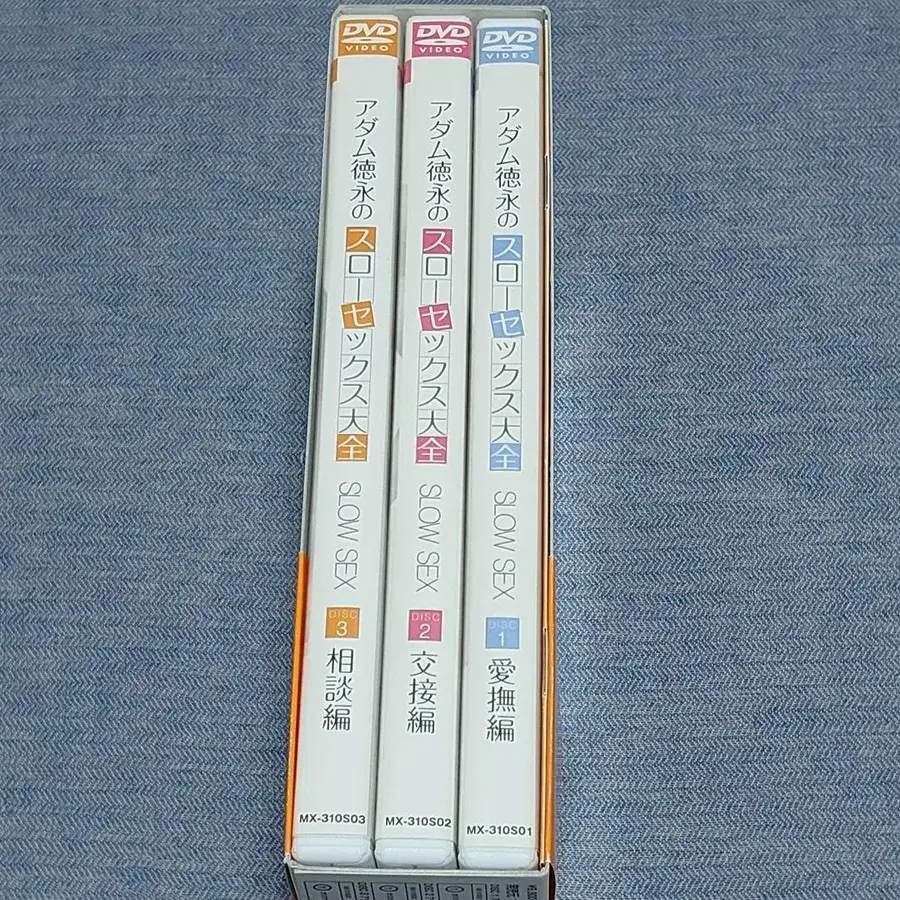 DVD
VIDEO
アダム徳永の
スローセックス大全
SLOW SEX
DISC
3
相談編
MX-310S03
DVD
VIDEO
アダム徳永の
スローセックス大全
SLOW SEX
DISC
2
交接編
MX-310S02
DVD
VIDEO
アダム徳永の
スローセックス大全
SLOW SEX
DISC
1
愛撫編
MX-310S01